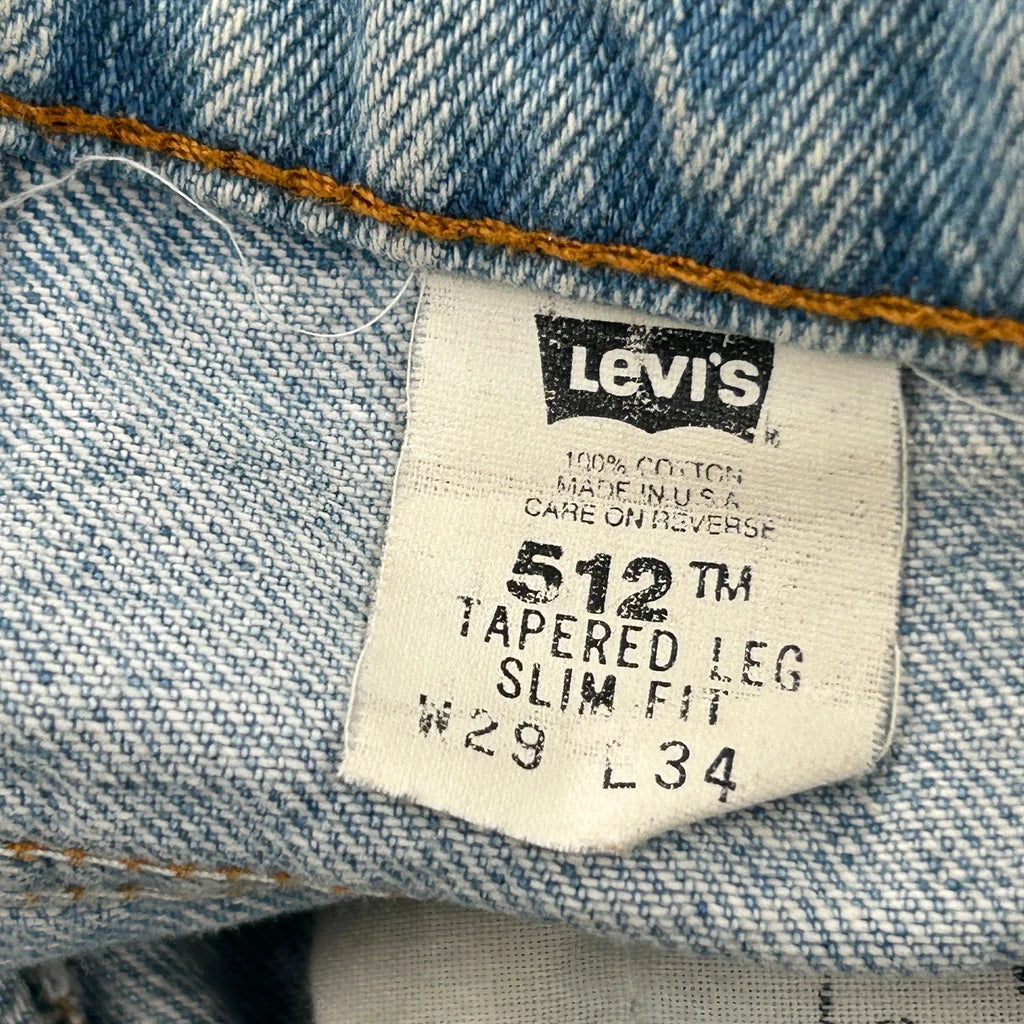 LEVI'S
100% COTTON
MADE IN U.S.A
CARE ON REVERSE
512™
TAPERED LEG
SLIM FIT
W29 L34